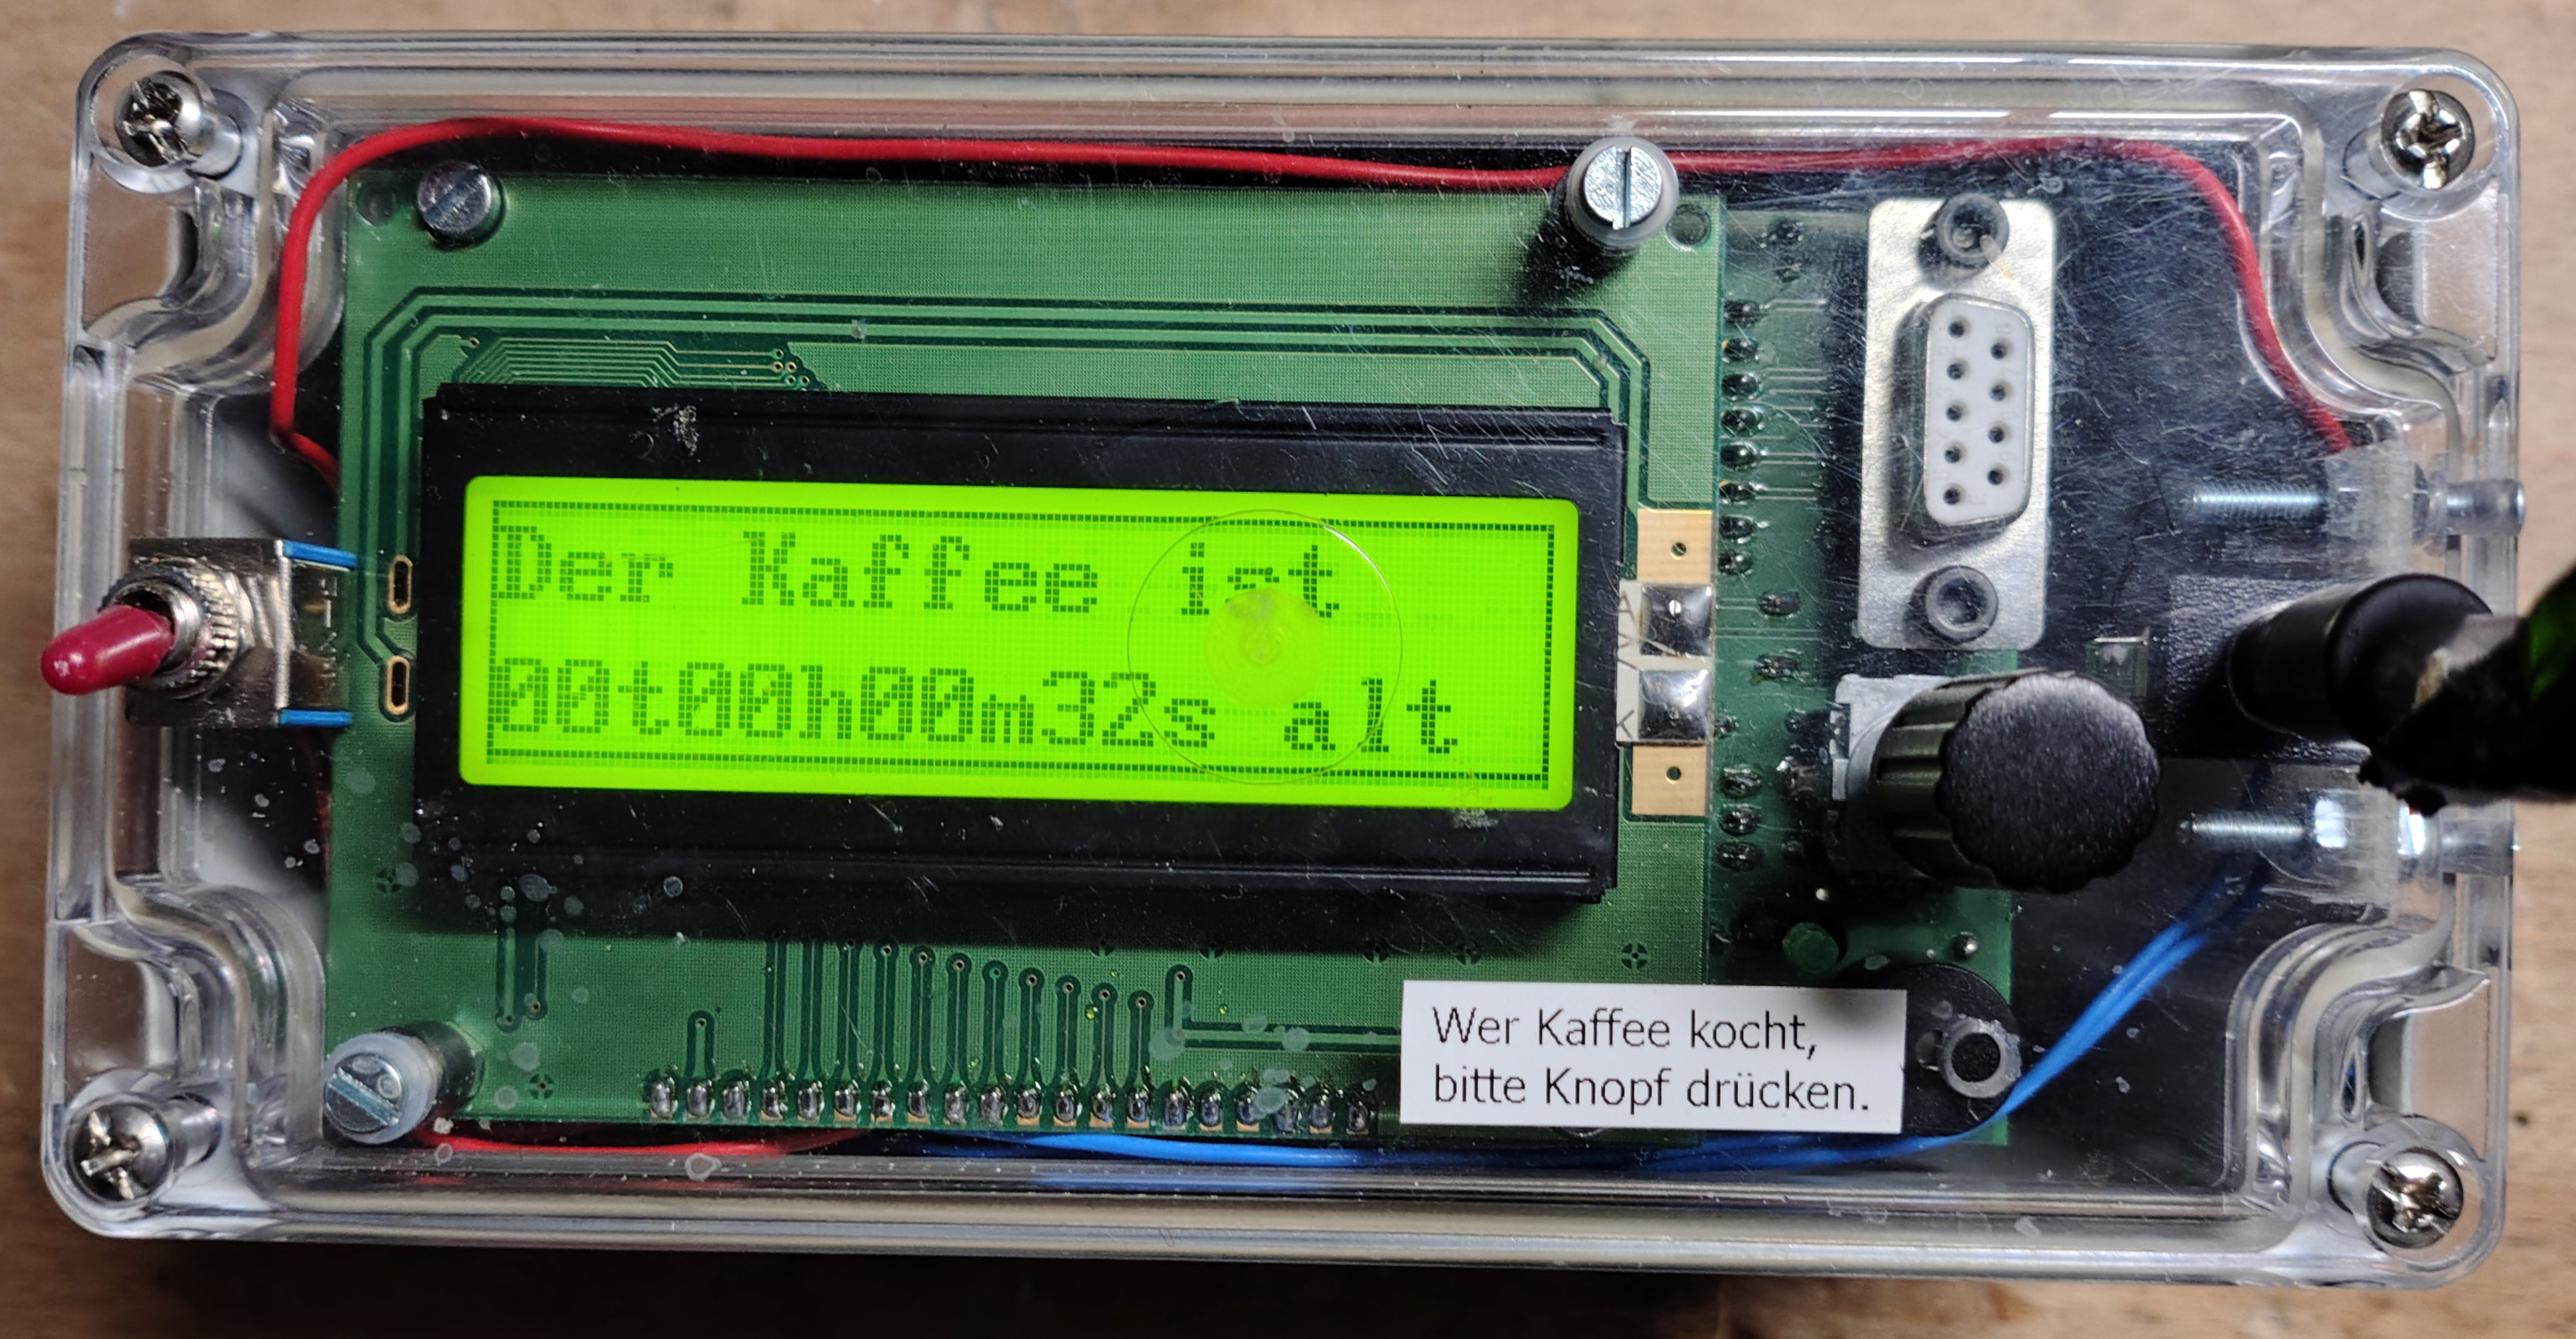 Der Kaffee ist
00t00h00m32s alt
A
K
Wer Kaffee kocht,
bitte Knopf drücken.